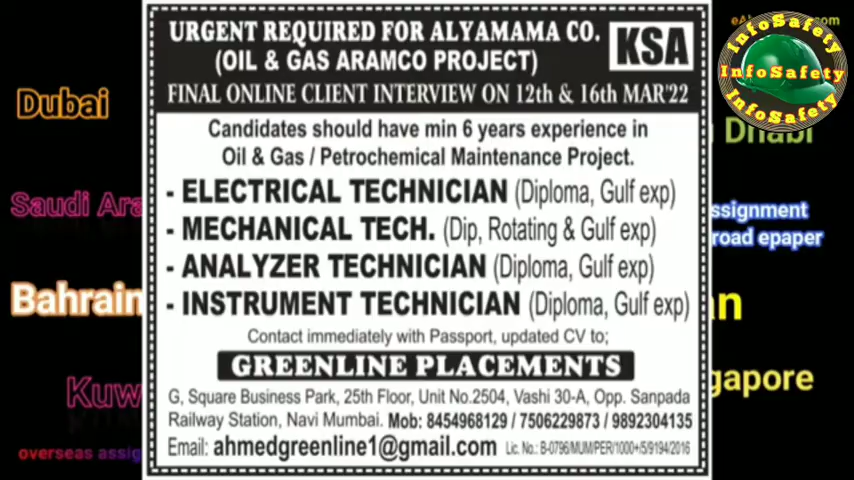 URGENT REQUIRED FOR ALYAMAMA CO.
(OIL & GAS ARAMCO PROJECT)
KSA
FINAL ONLINE CLIENT INTERVIEW ON 12th & 16th MAR'22
Candidates should have min 6 years experience in
Oil & Gas / Petrochemical Maintenance Project.
- ELECTRICAL TECHNICIAN (Diploma, Gulf exp)
- MECHANICAL TECH. (Dip, Rotating & Gulf exp)
- ANALYZER TECHNICIAN (Diploma, Gulf exp)
- INSTRUMENT TECHNICIAN (Diploma, Gulf exp)
Contact immediately with Passport, updated CV to;
GREENLINE PLACEMENTS
G, Square Business Park, 25th Floor, Unit No.2504, Vashi 30-A, Opp. Sanpada
Railway Station, Navi Mumbai. Mob: 8454968129 / 7506229873 / 9892304135
Email: ahmedgreenline1@gmail.com Lic. No.: B-0796/MUM/PER/1000+/5/9194/2016
Dubai
Saudi Ara
Bahrain
Kuw
overseas assig
InfoSafety
InfoSafety
InfoSafety
Dhabi
ssignment
road epaper
an
gapore